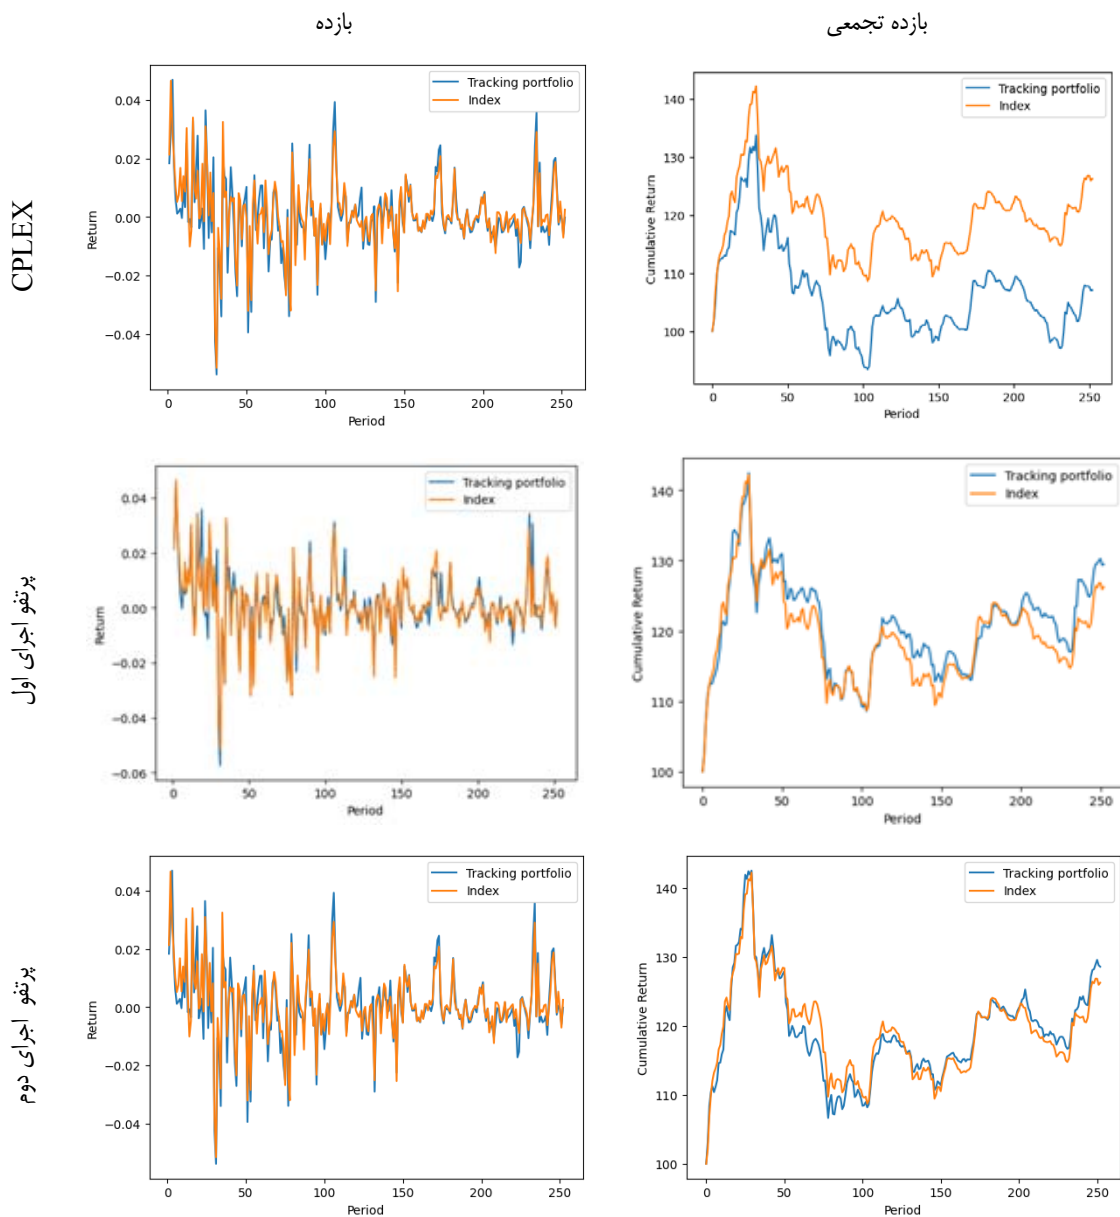 بازده
بازده تجمعی
CPLEX
Tracking portfolio
Index
Return
0.04
0.02
0.00
−0.02
−0.04
0 50 100 150 200 250
Period
Tracking portfolio
Index
Cumulative Return
140
130
120
110
100
0 50 100 150 200 250
Period
پرتفو اجرای اول
Tracking portfolio
Index
Return
0.04
0.02
0.00
−0.02
−0.04
−0.06
0 50 100 150 200 250
Period
Tracking portfolio
Index
Cumulative Return
140
130
120
110
100
0 50 100 150 200 250
Period
پرتفو اجرای دوم
Tracking portfolio
Index
Return
0.04
0.02
0.00
−0.02
−0.04
0 50 100 150 200 250
Period
Tracking portfolio
Index
Cumulative Return
140
130
120
110
100
0 50 100 150 200 250
Period